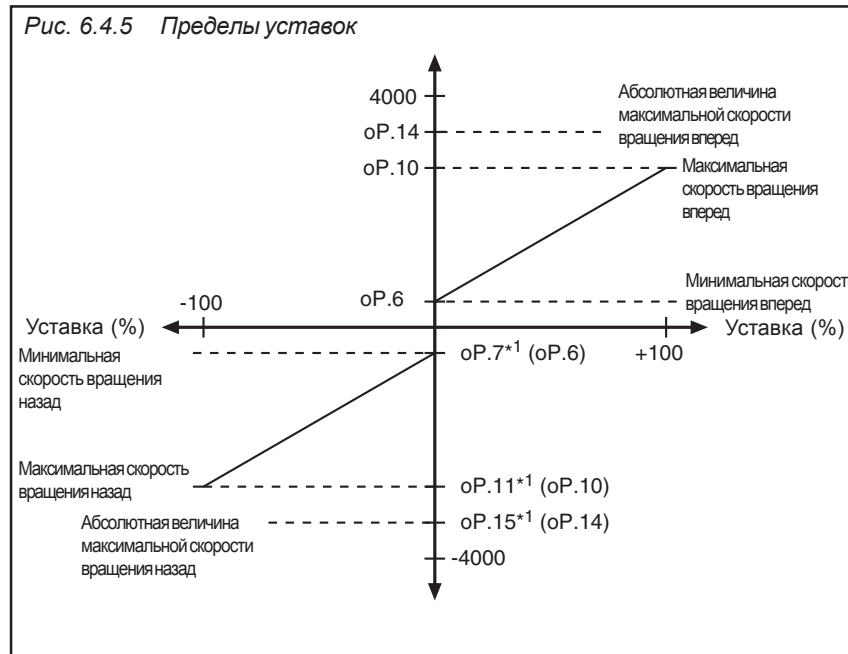 Рис. 6.4.5 Пределы уставок
4000
Абсолютная величина
максимальной скорости
вращения вперед
oP.14
oP.10
Максимальная
скорость вращения
вперед
-100
oP.6
Минимальная скорост
вращения вперед
Уставка (%)
Уставка (%)
Минимальная
скорость вращения
назад
oP.7*1 (oP.6)
+100
Максимальная скорость
вращения назад
oP.11*1 (oP.10)
Абсолютная величина
максимальной скорости
вращения назад
oP.15*1 (oP.14)
-4000